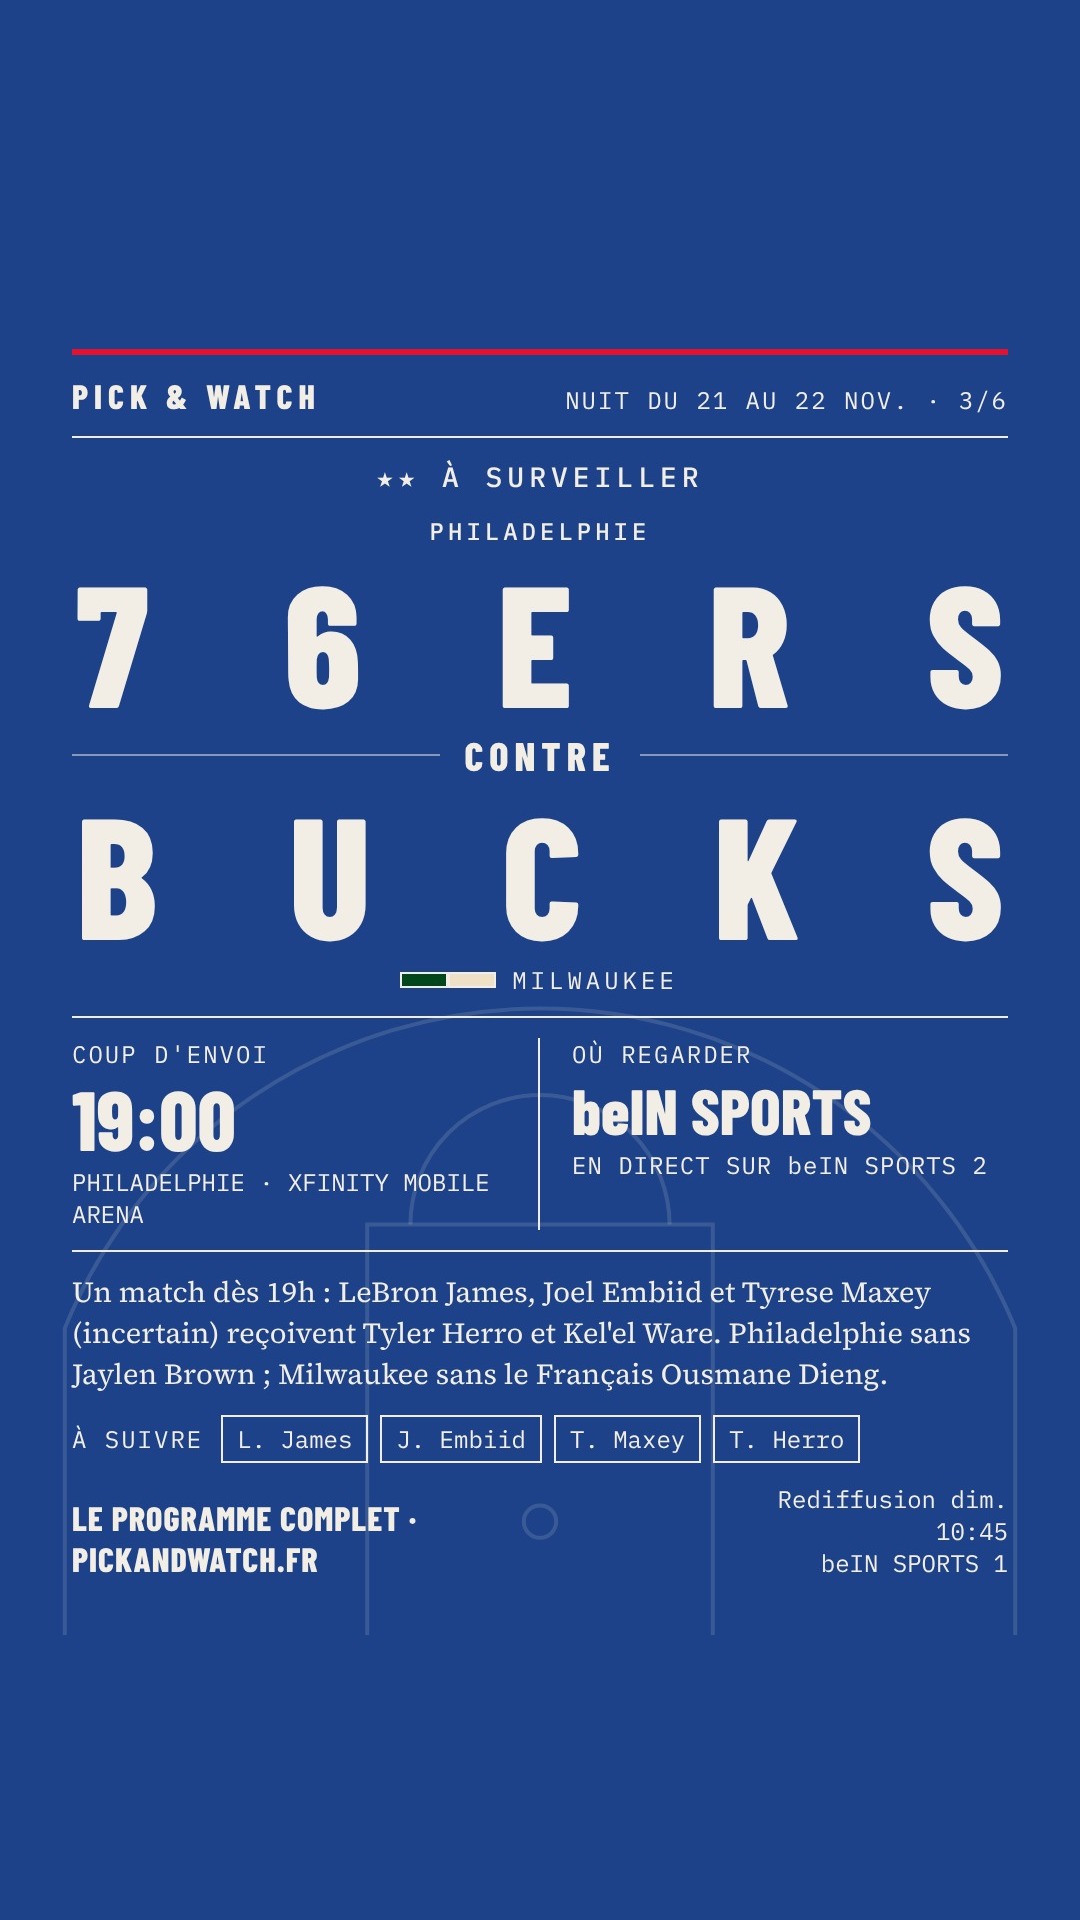 PICK & WATCH
NUIT DU 21 AU 22 NOV. · 3/6
★★ À SURVEILLER
PHILADELPHIE
76ERS
CONTRE
BUCKS
MILWAUKEE
COUP D'ENVOI
19:00
PHILADELPHIE · XFINITY MOBILE
ARENA
OÙ REGARDER
beIN SPORTS
EN DIRECT SUR beIN SPORTS 2
Un match dès 19h : LeBron James, Joel Embiid et Tyrese Maxey
(incertain) reçoivent Tyler Herro et Kel'el Ware. Philadelphie sans
Jaylen Brown ; Milwaukee sans le Français Ousmane Dieng.
À SUIVRE L. James J. Embiid T. Maxey T. Herro
LE PROGRAMME COMPLET ·
PICKANDWATCH.FR
Rediffusion dim.
10:45
beIN SPORTS 1